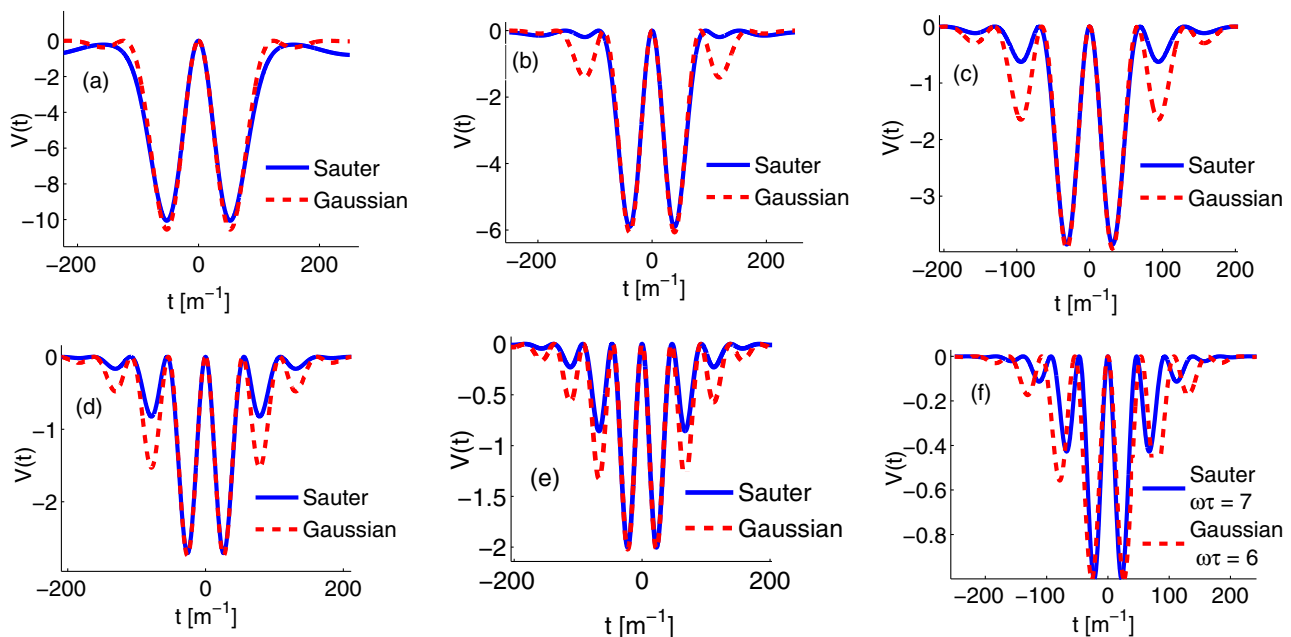 0
−2
−4
−6
−8
−10
V(t)
(a)
Sauter
Gaussian
−200
0
200
t [m⁻¹]
0
−2
−4
−6
V(t)
(b)
Sauter
Gaussian
−200
0
200
t [m⁻¹]
0
−1
−2
−3
V(t)
(c)
Sauter
Gaussian
−200
−100
0
100
200
t [m⁻¹]
0
−1
−2
V(t)
(d)
Sauter
Gaussian
−200
0
200
t [m⁻¹]
0
−0.5
−1
−1.5
−2
V(t)
(e)
Sauter
Gaussian
−200
0
200
t [m⁻¹]
0
−0.2
−0.4
−0.6
−0.8
V(t)
(f)
Sauter
ωτ = 7
Gaussian
ωτ = 6
−200
−100
0
100
200
t [m⁻¹]